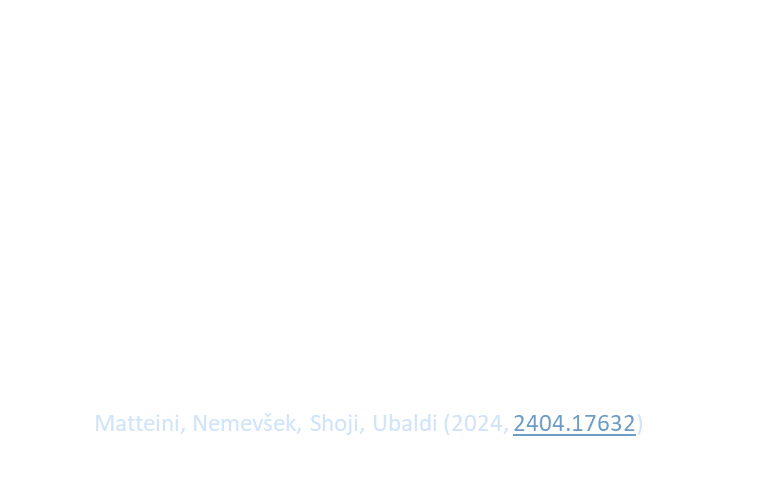 Matteini, Nemevšek, Shoji, Ubaldi (2024, 2404.17632)